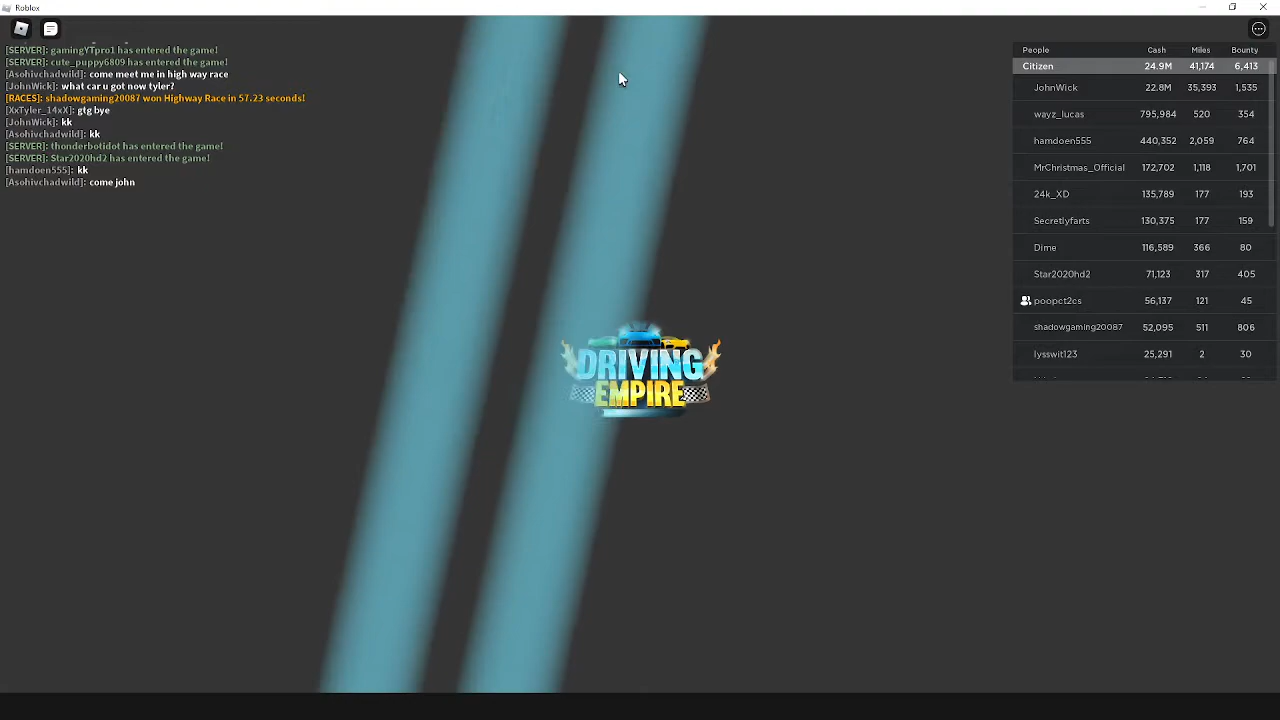 Roblox
[SERVER]: gamingYTpro1 has entered the game!
[SERVER]: cute_puppy6809 has entered the game!
[Asohivchadwild]: come meet me in high way race
[JohnWick]: what car u got now tyler?
[RACES]: shadowgaming20087 won Highway Race in 57.23 seconds!
[XxTyler_14xX]: gtg bye
[JohnWick]: kk
[Asohivchadwild]: kk
[SERVER]: thunderbotidot has entered the game!
[SERVER]: Star2020hd2 has entered the game!
[hamdoen555]: kk
[Asohivchadwild]: come john
DRIVING
EMPIRE
People Cash Miles Bounty
Citizen 24.9M 41,174 6,413
JohnWick 22.8M 35,393 1,535
wayz_lucas 795,984 520 354
hamdoen555 440,352 2,059 764
MrChristmas_Official 172,702 1,118 1,701
24k_XD 135,789 177 193
Secretlyfarts 130,375 177 159
Dime 116,589 366 80
Star2020hd2 71,123 317 405
poopct2cs 56,137 121 45
shadowgaming20087 52,095 511 806
lysswit123 25,291 2 30